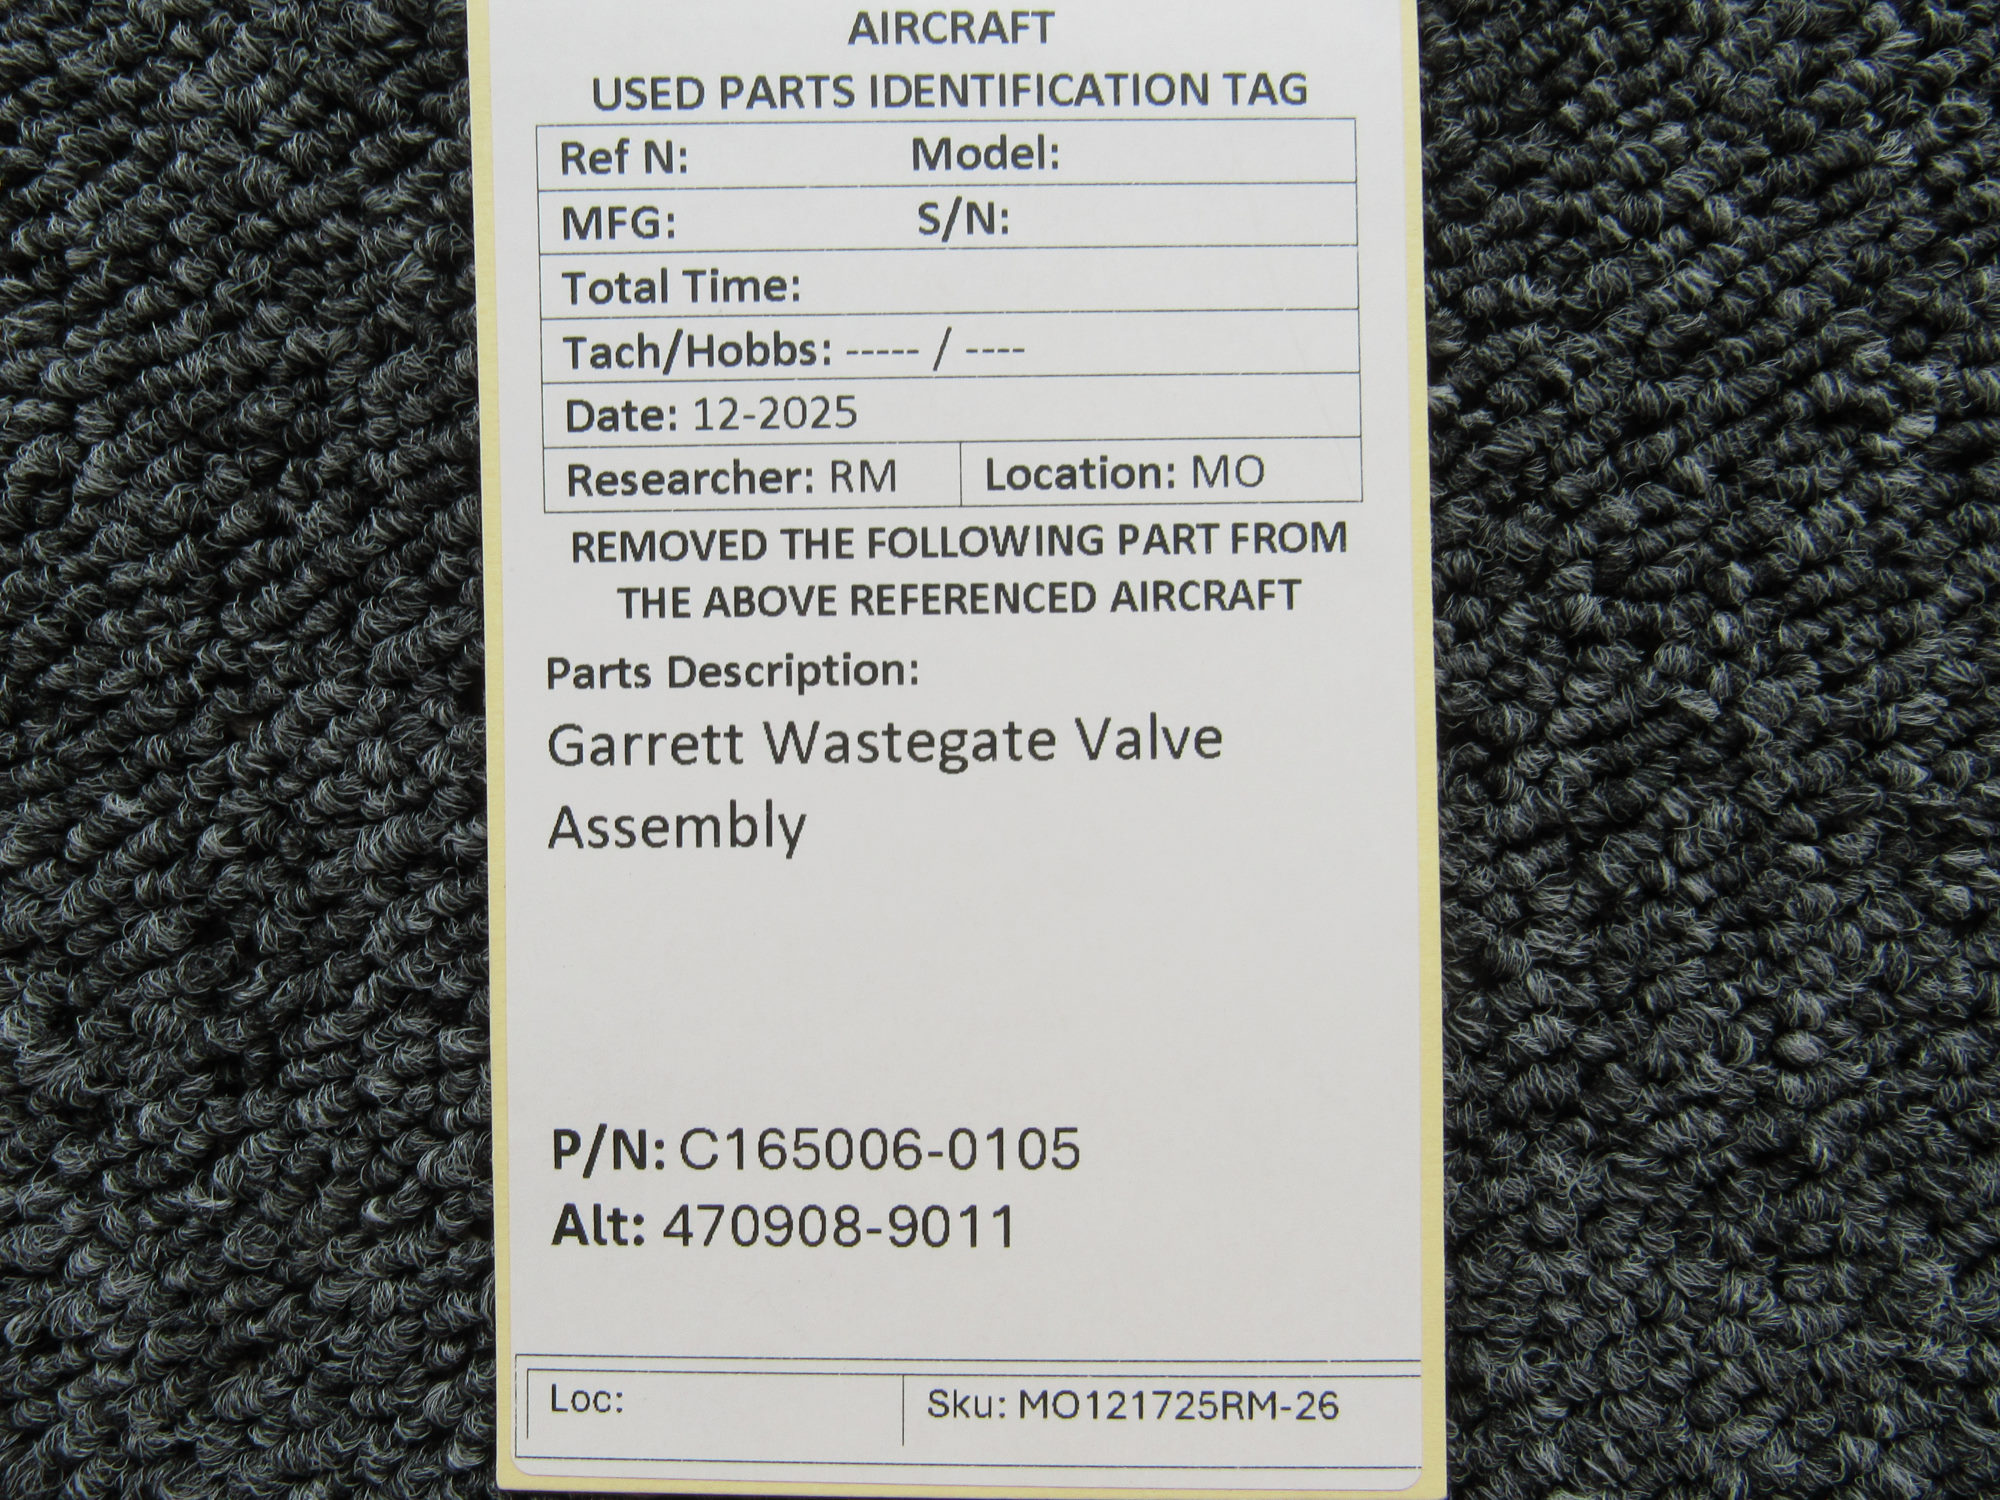 AIRCRAFT
USED PARTS IDENTIFICATION TAG
Ref N: Model:
MFG: S/N:
Total Time:
Tach/Hobbs: ----- / ----
Date: 12-2025
Researcher: RM Location: MO
REMOVED THE FOLLOWING PART FROM
THE ABOVE REFERENCED AIRCRAFT
Parts Description:
Garrett Wastegate Valve
Assembly
P/N: C165006-0105
Alt: 470908-9011
Loc: Sku: MO121725RM-26